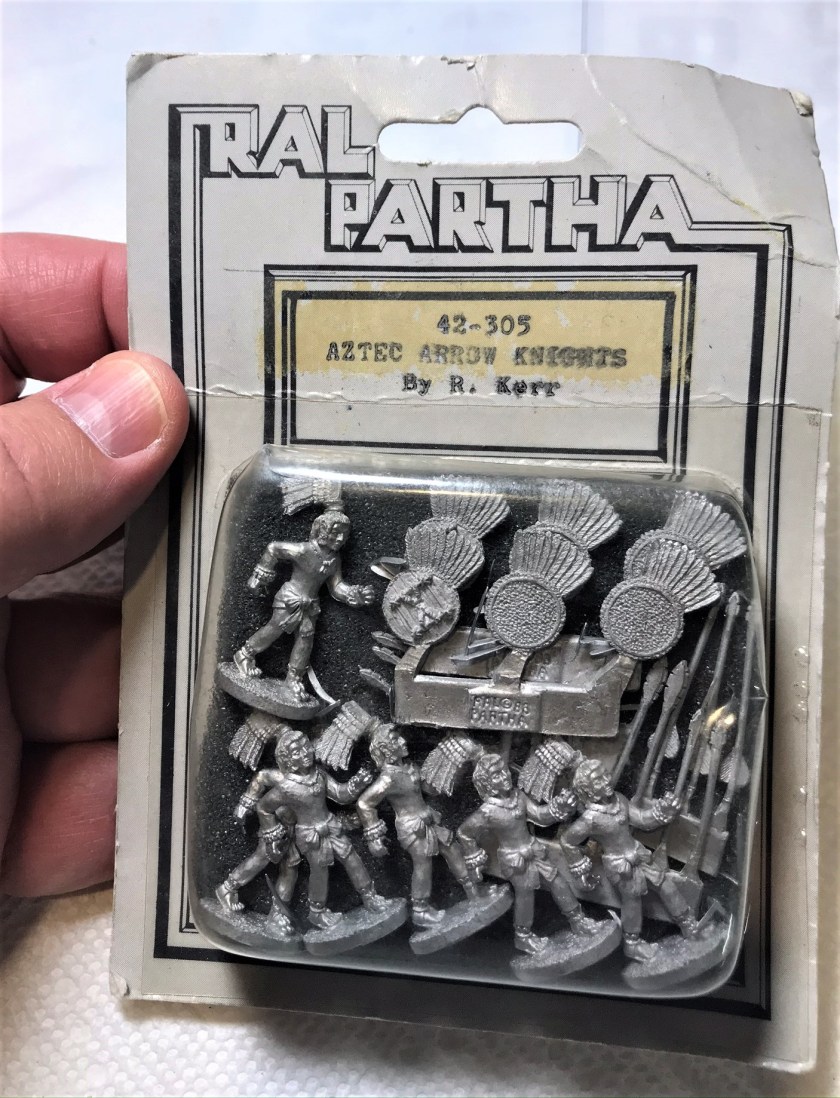 RAL
PARTHA
42-305
AZTEC ARROW KNIGHTS
By R. Kerr
PARTHA